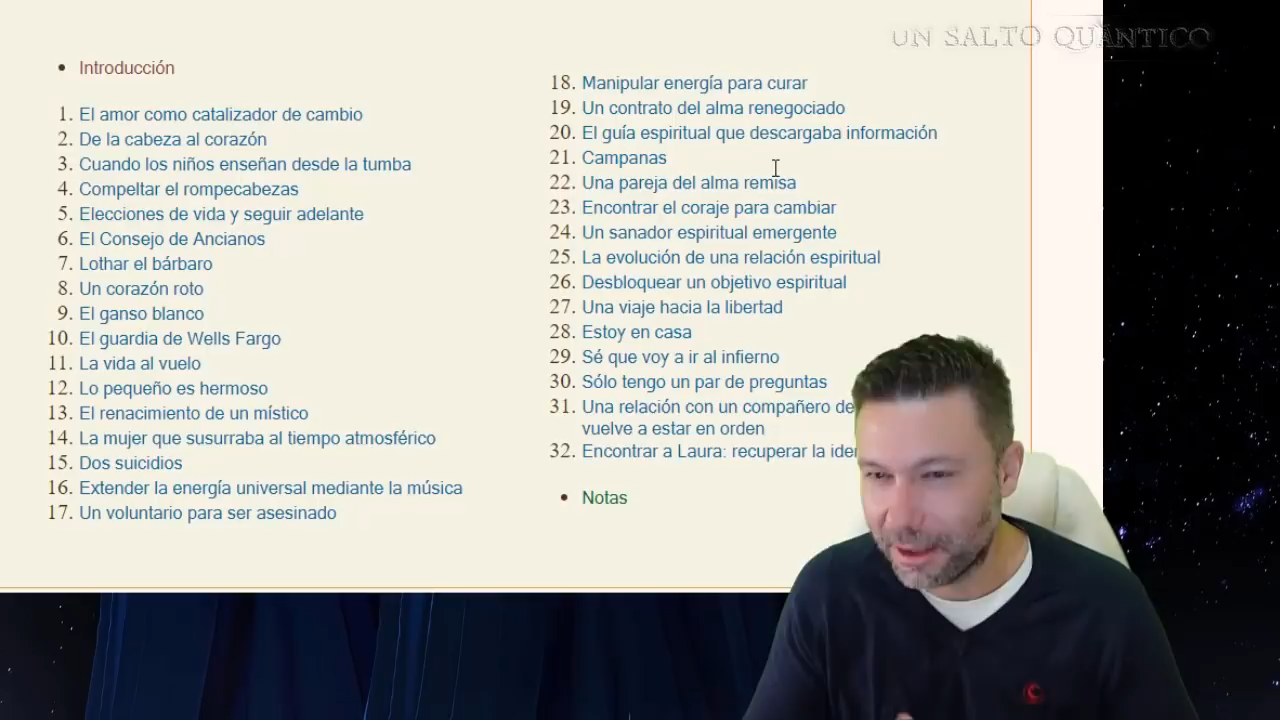 UN SALTO QUÀNTICO
• Introducción
1. El amor como catalizador de cambio
2. De la cabeza al corazón
3. Cuando los niños enseñan desde la tumba
4. Compeltar el rompecabezas
5. Elecciones de vida y seguir adelante
6. El Consejo de Ancianos
7. Lothar el bárbaro
8. Un corazón roto
9. El ganso blanco
10. El guardia de Wells Fargo
11. La vida al vuelo
12. Lo pequeño es hermoso
13. El renacimiento de un místico
14. La mujer que susurraba al tiempo atmosférico
15. Dos suicidios
16. Extender la energía universal mediante la música
17. Un voluntario para ser asesinado
18. Manipular energía para curar
19. Un contrato del alma renegociado
20. El guía espiritual que descargaba información
21. Campanas
22. Una pareja del alma remisa
23. Encontrar el coraje para cambiar
24. Un sanador espiritual emergente
25. La evolución de una relación espiritual
26. Desbloquear un objetivo espiritual
27. Una viaje hacia la libertad
28. Estoy en casa
29. Sé que voy a ir al infierno
30. Sólo tengo un par de preguntas
31. Una relación con un compañero de
vuelve a estar en orden
32. Encontrar a Laura: recuperar la
• Notas